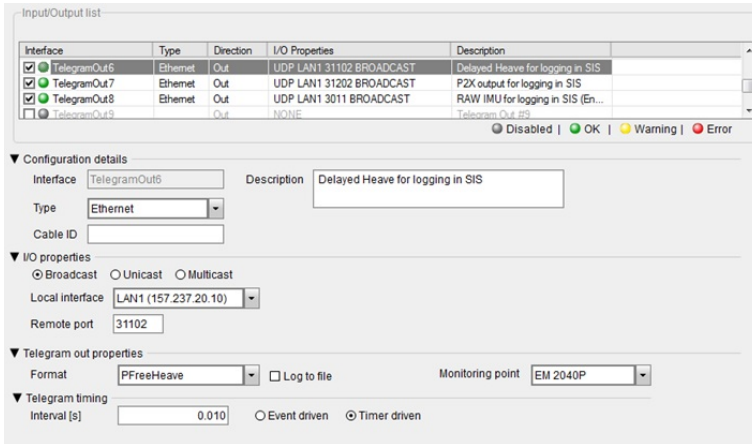 Input/Output list
Interface Type Direction I/O Properties Description
TelegramOut6 Ethernet Out UDP LAN1 31102 BROADCAST Delayed Heave for logging in SIS
TelegramOut7 Ethernet Out UDP LAN1 31202 BROADCAST P2X output for logging in SIS
TelegramOut8 Ethernet Out UDP LAN1 3011 BROADCAST RAW IMU for logging in SIS (En...
TelegramOut9 Out NONE Telegram Out #9
Disabled | OK | Warning | Error
Configuration details
Interface TelegramOut6 Description Delayed Heave for logging in SIS
Type Ethernet
Cable ID
I/O properties
Broadcast Unicast Multicast
Local interface LAN1 (157.237.20.10)
Remote port 31102
Telegram out properties
Format PFreeHeave Log to file Monitoring point EM 2040P
Telegram timing
Interval [s] 0.010 Event driven Timer driven